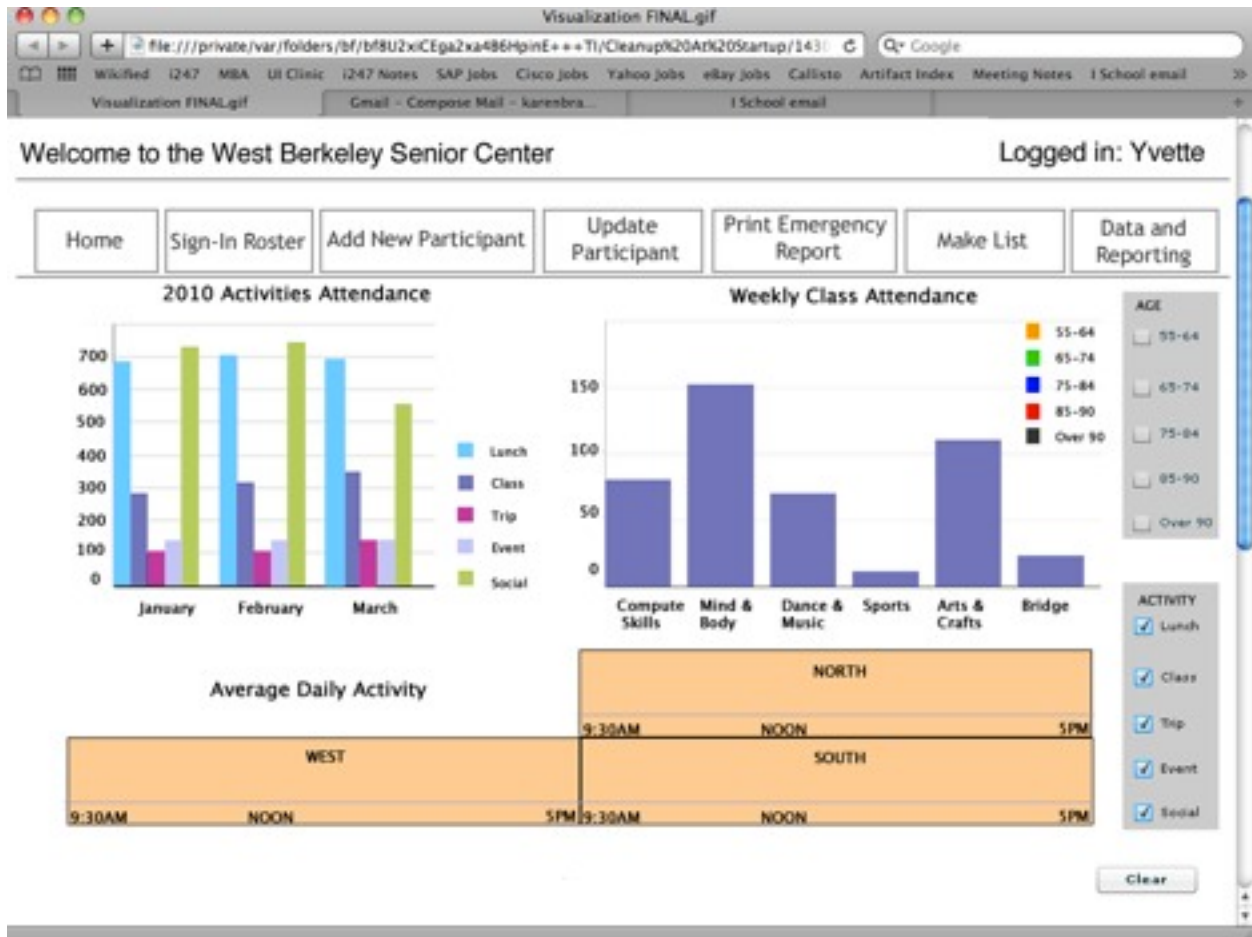 Visualization FINAL.gif
file:///private/var/folders/bf/bf8U2xiCEga2xa4B6HpinE+++TI/Cleanup%20At%20Startup/143
Google
Wikified i247 MBA UI Clinic i247 Notes SAP Jobs Cisco Jobs Yahoo Jobs eBay Jobs Callisto Artifact Index Meeting Notes I School email
Visualization FINAL.gif
Gmail - Compose Mail - karenbra...
I School email
Welcome to the West Berkeley Senior Center
Logged in: Yvette
Home
Sign-In Roster
Add New Participant
Update
Participant
Print Emergency
Report
Make List
Data and
Reporting
2010 Activities Attendance
700
600
500
400
300
200
100
0
January February March
Lunch
Class
Trip
Event
Social
Weekly Class Attendance
150
100
50
0
55-64
65-74
75-84
85-90
Over 90
Compute
Skills
Mind &
Body
Dance &
Music
Sports
Arts &
Crafts
Bridge
AGE
55-64
65-74
75-84
85-90
Over 90
ACTIVITY
Lunch
Class
Trip
Event
Social
Average Daily Activity
NORTH
9:30AM NOON 5PM
WEST
9:30AM NOON 5PM
SOUTH
9:30AM NOON 5PM
Clear